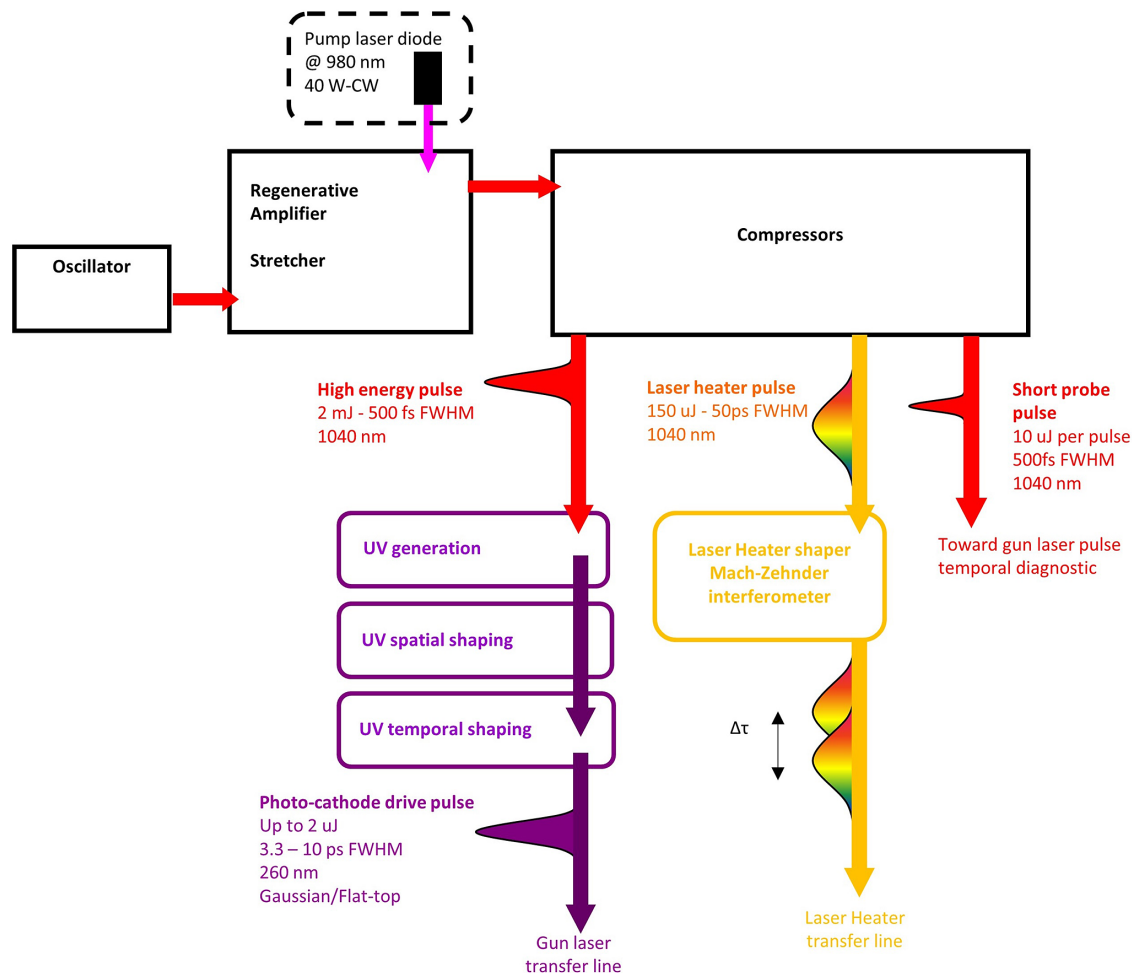 Pump laser diode
@ 980 nm
40 W-CW
Regenerative
Amplifier
Stretcher
Compressors
Oscillator
High energy pulse
2 mJ - 500 fs FWHM
1040 nm
Laser heater pulse
150 uJ - 50ps FWHM
1040 nm
Short probe
pulse
10 uJ per pulse
500fs FWHM
1040 nm
UV generation
Laser Heater shaper
Mach-Zehnder
interferometer
Toward gun laser pulse
temporal diagnostic
UV spatial shaping
UV temporal shaping
Δτ
Photo-cathode drive pulse
Up to 2 uJ
3.3 – 10 ps FWHM
260 nm
Gaussian/Flat-top
Gun laser
transfer line
Laser Heater
transfer line